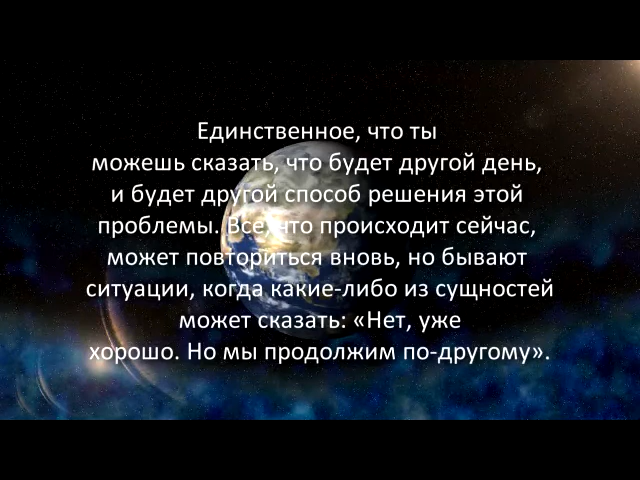 Единственное, что ты
можешь сказать, что будет другой день,
и будет другой способ решения этой
проблемы. Все, что происходит сейчас,
может повториться вновь, но бывают
ситуации, когда какие-либо из сущностей
может сказать: «Нет, уже
хорошо. Но мы продолжим по-другому».